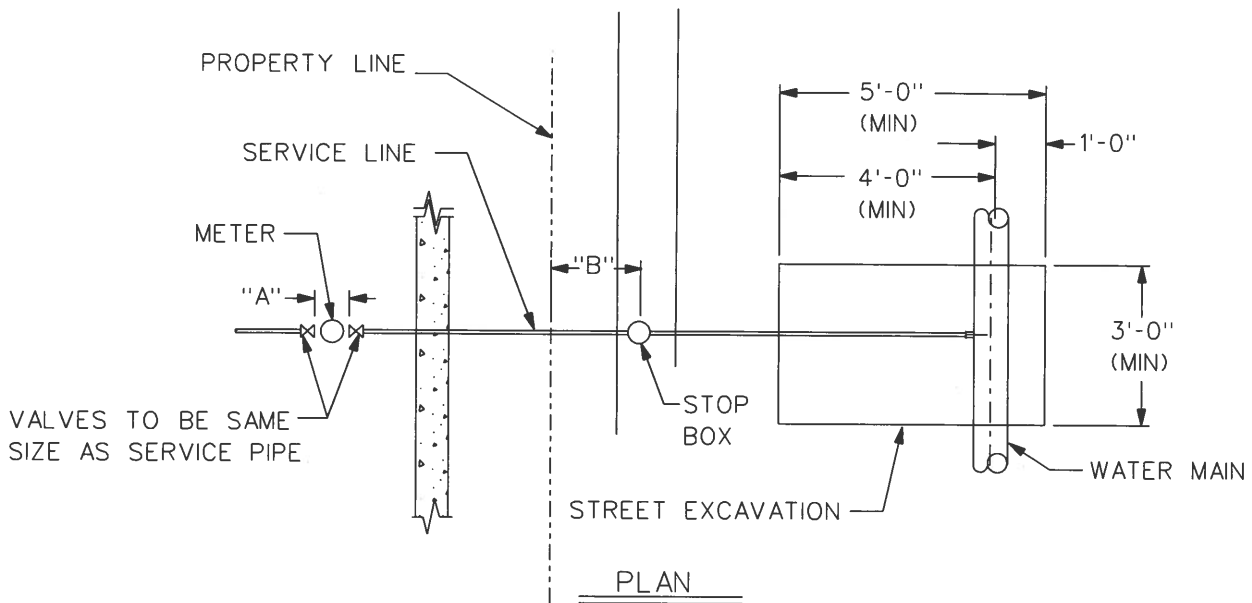 PROPERTY LINE
5'-0"
(MIN)
1'-0"
SERVICE LINE
4'-0"
(MIN)
METER
"B"
"A"
3'-0"
(MIN)
VALVES TO BE SAME
SIZE AS SERVICE PIPE
STOP
BOX
WATER MAIN
STREET EXCAVATION
PLAN